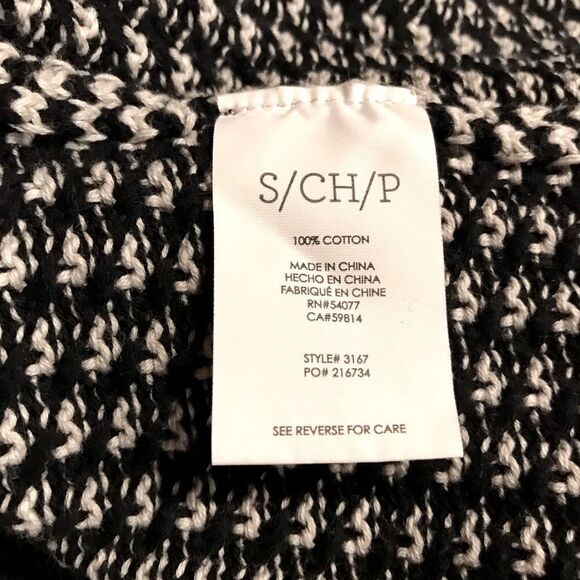 S/CH/P
100% COTTON
MADE IN CHINA
HECHO EN CHINA
FABRIQUÉ EN CHINE
RN#54077
CA#59814
STYLE# 3167
PO# 216734
SEE REVERSE FOR CARE